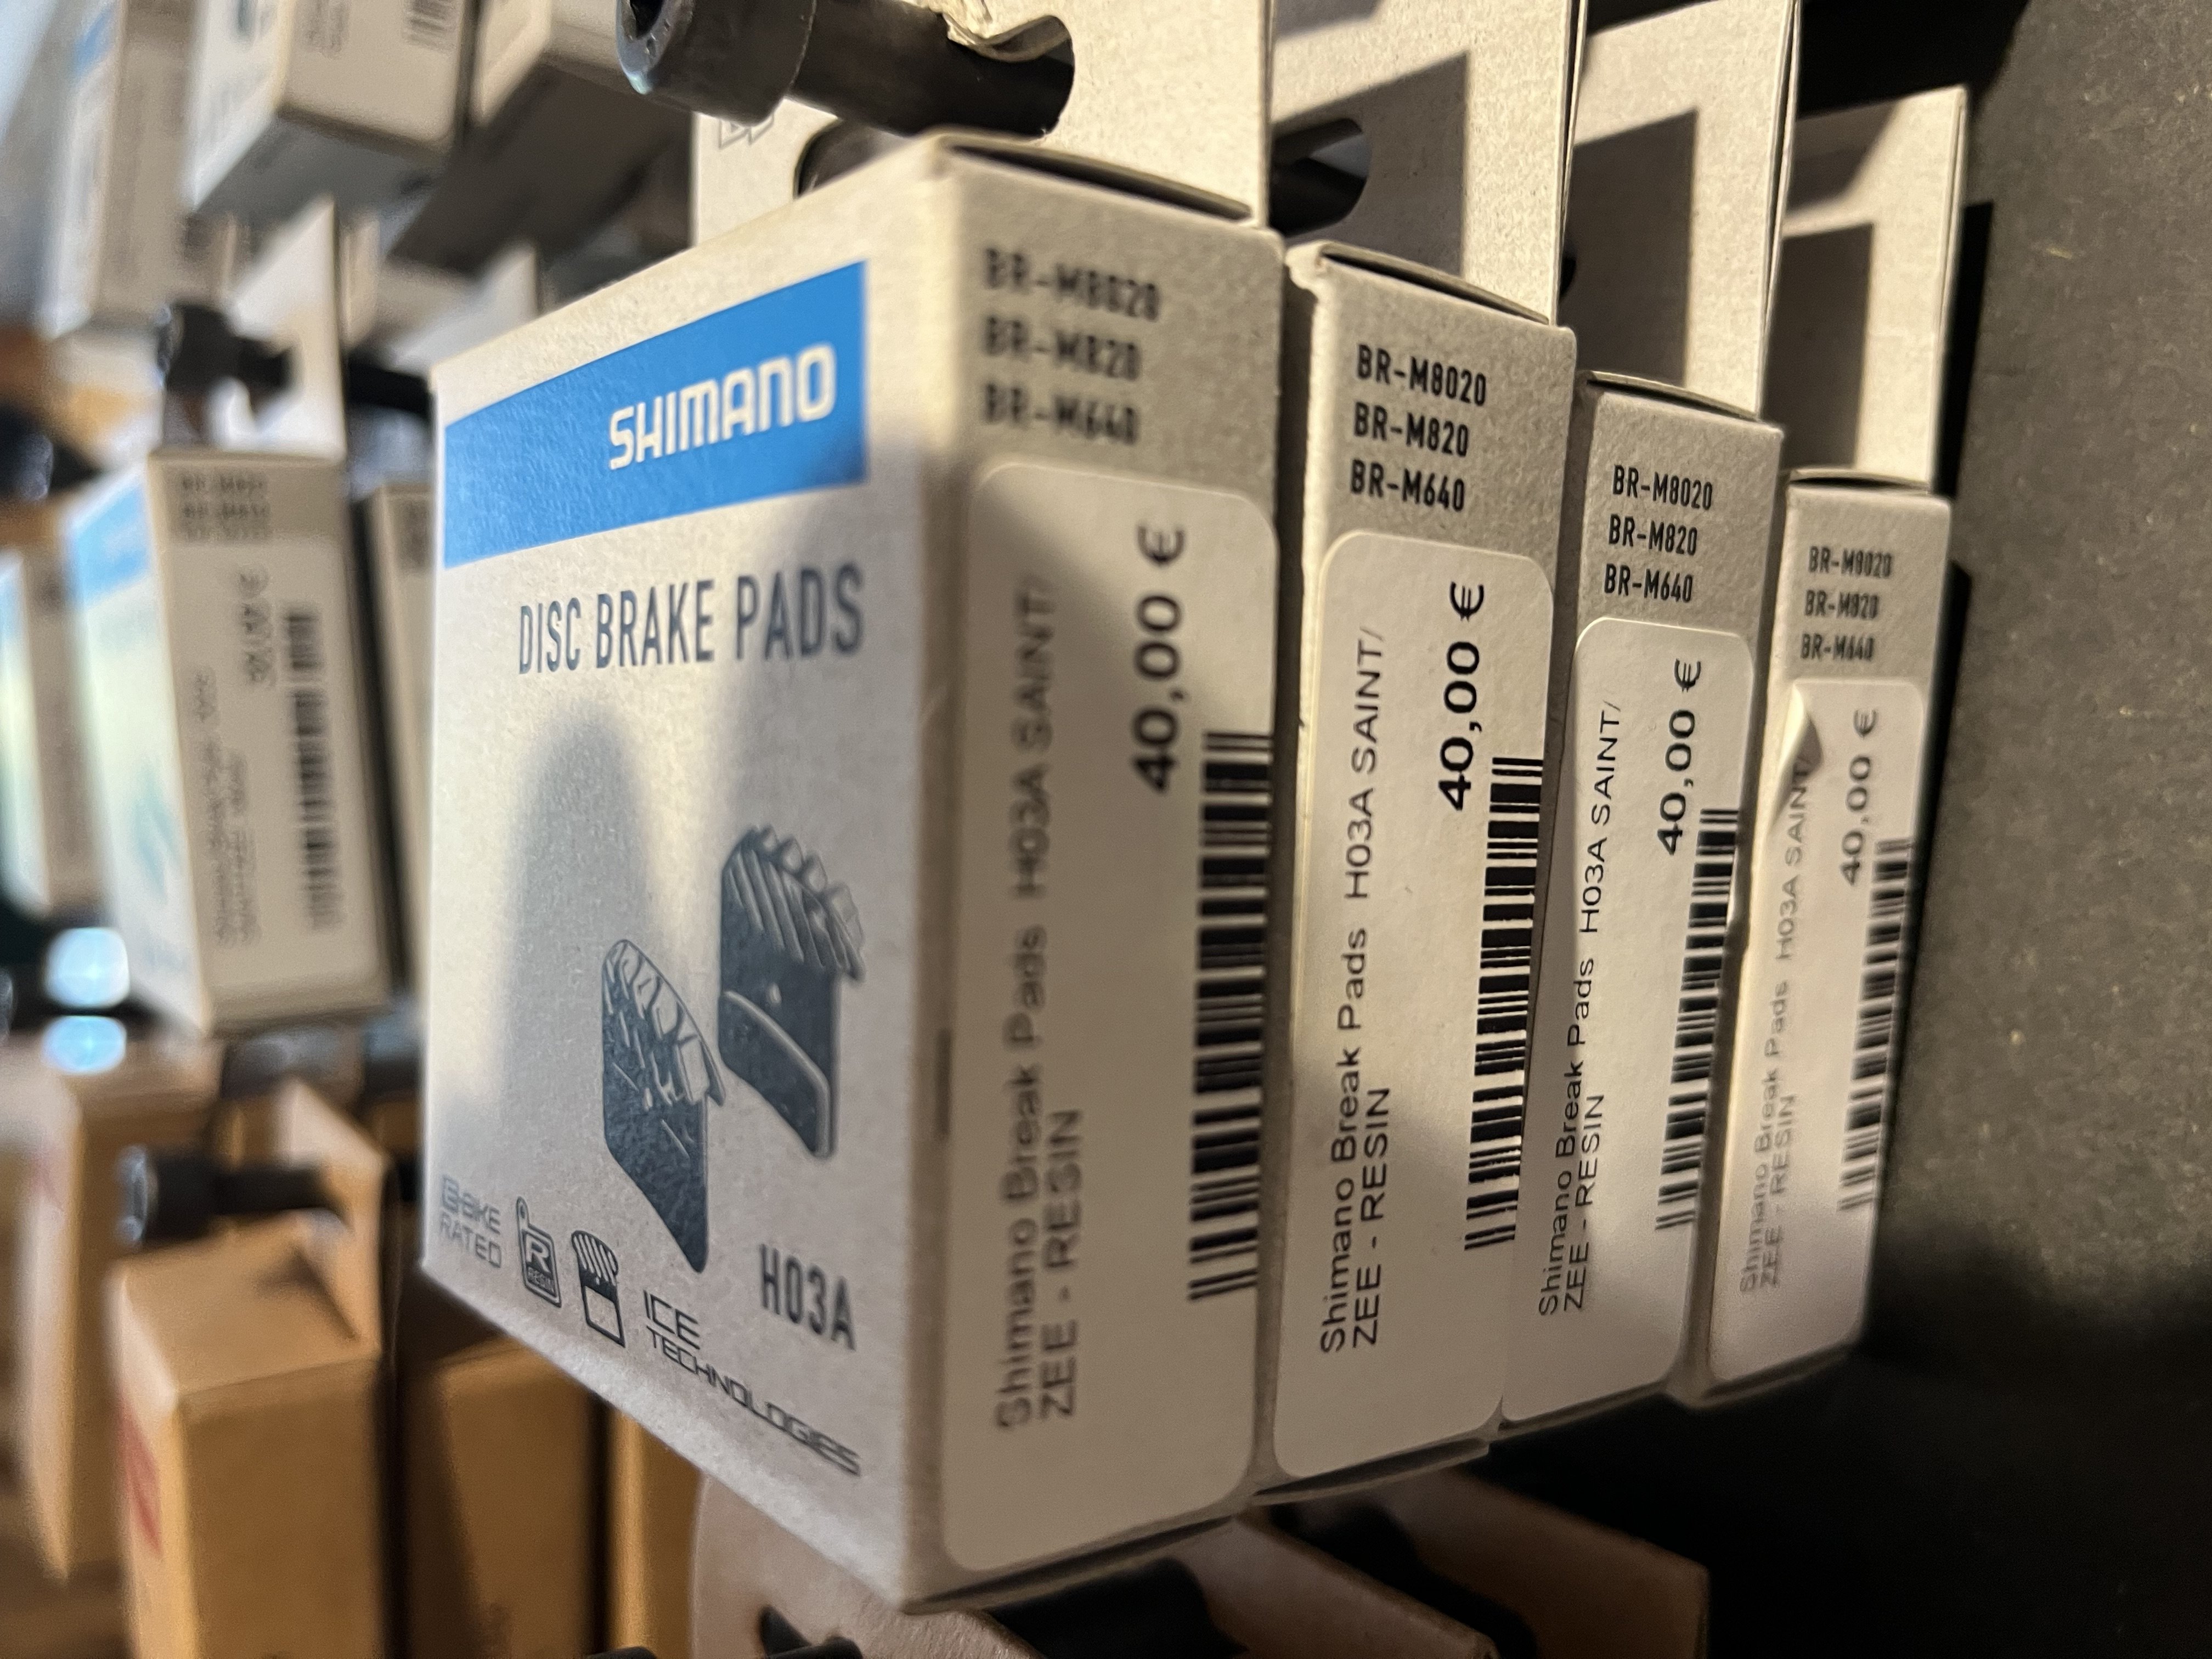 SHIMANO
DISC BRAKE PADS
E-BIKE
RATED
R
RESIN
ICE
TECHNOLOGIES
H03A
BR-M8020
BR-M820
BR-M640
40,00 €
Shimano Break Pads H03A SAINT/
ZEE - RESIN
BR-M8020
BR-M820
BR-M640
40,00 €
Shimano Break Pads H03A SAINT/
ZEE - RESIN
BR-M8020
BR-M820
BR-M640
40,00 €
Shimano Break Pads H03A SAINT/
ZEE - RESIN
BR-M8020
BR-M820
BR-M640
40,00 €
Shimano Break Pads H03A SAINT/
ZEE - RESIN